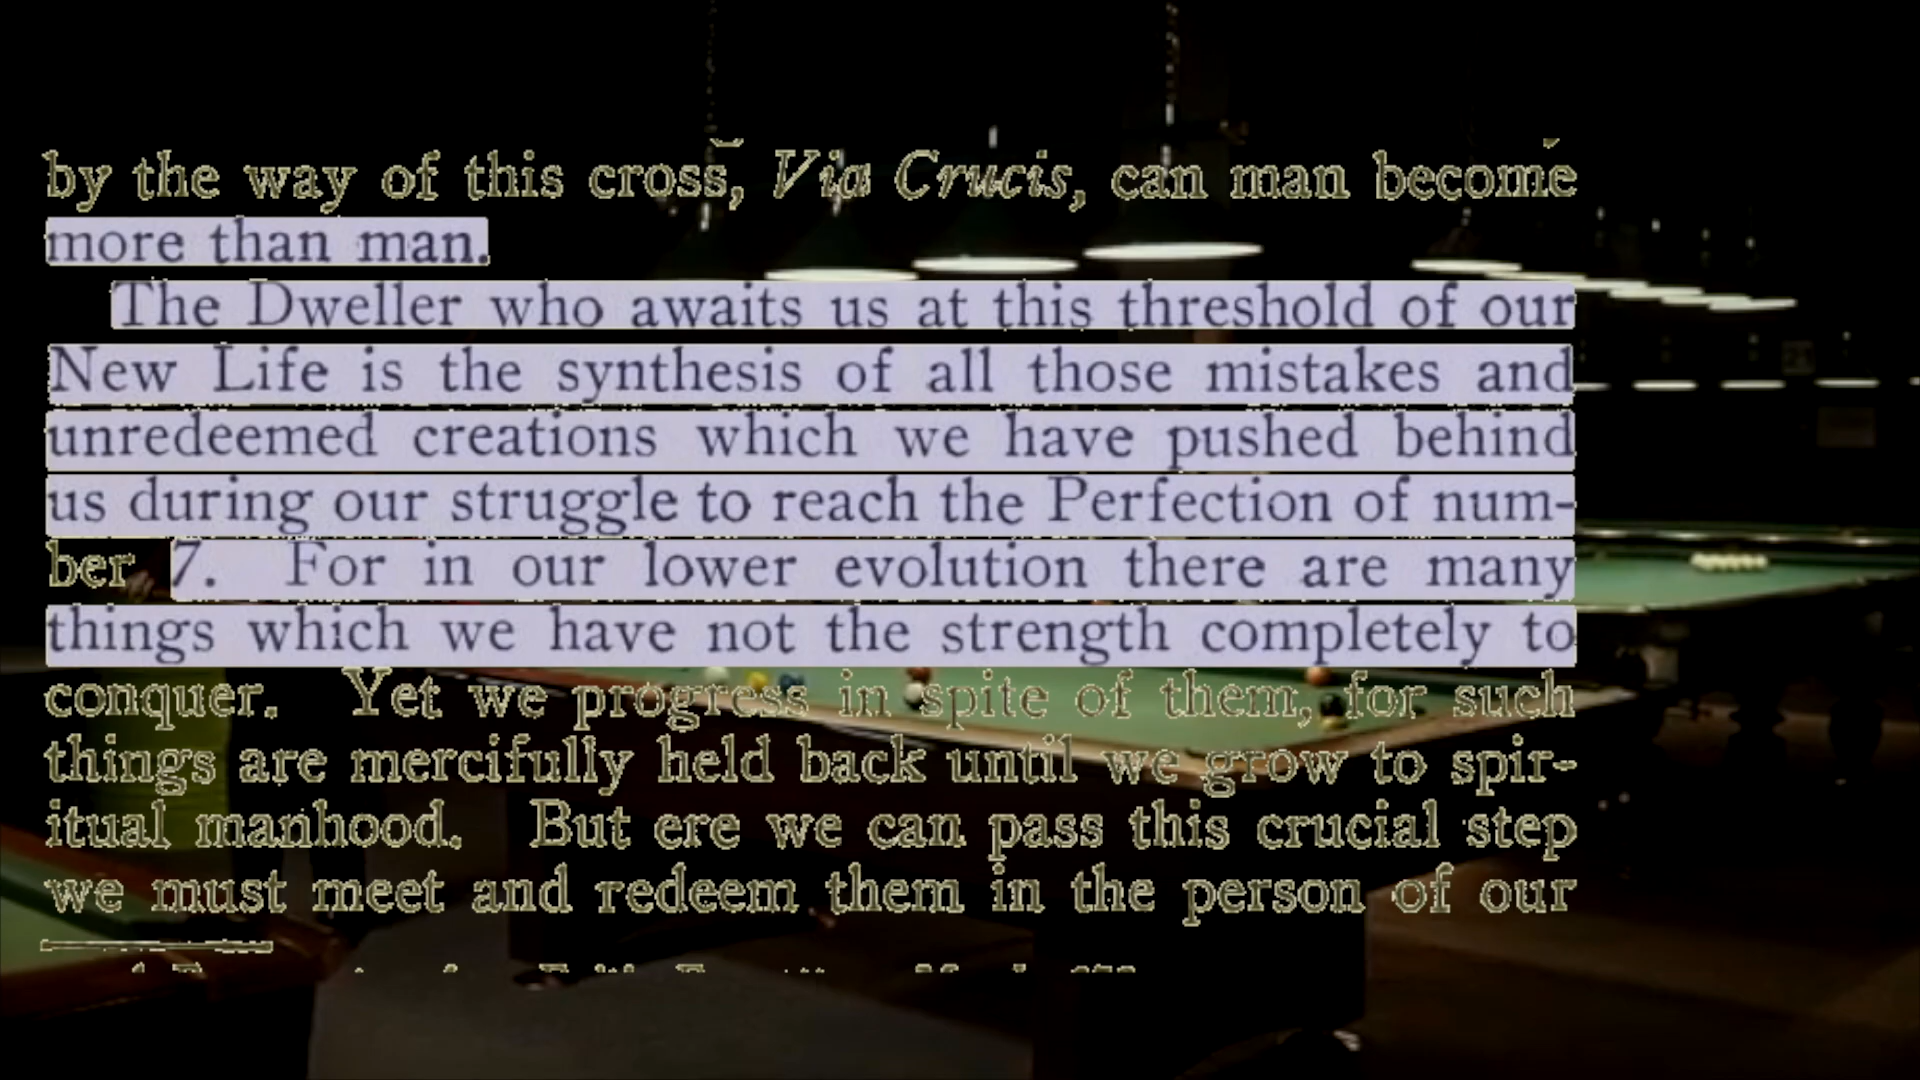 by the way of this cross, Via Crucis, can man become
more than man.
The Dweller who awaits us at this threshold of our
New Life is the synthesis of all those mistakes and
unredeemed creations which we have pushed behind
us during our struggle to reach the Perfection of num-
ber 7. For in our lower evolution there are many
things which we have not the strength completely to
conquer. Yet we progress in spite of them, for such
things are mercifully held back until we grow to spir-
itual manhood. But ere we can pass this crucial step
we must meet and redeem them in the person of our